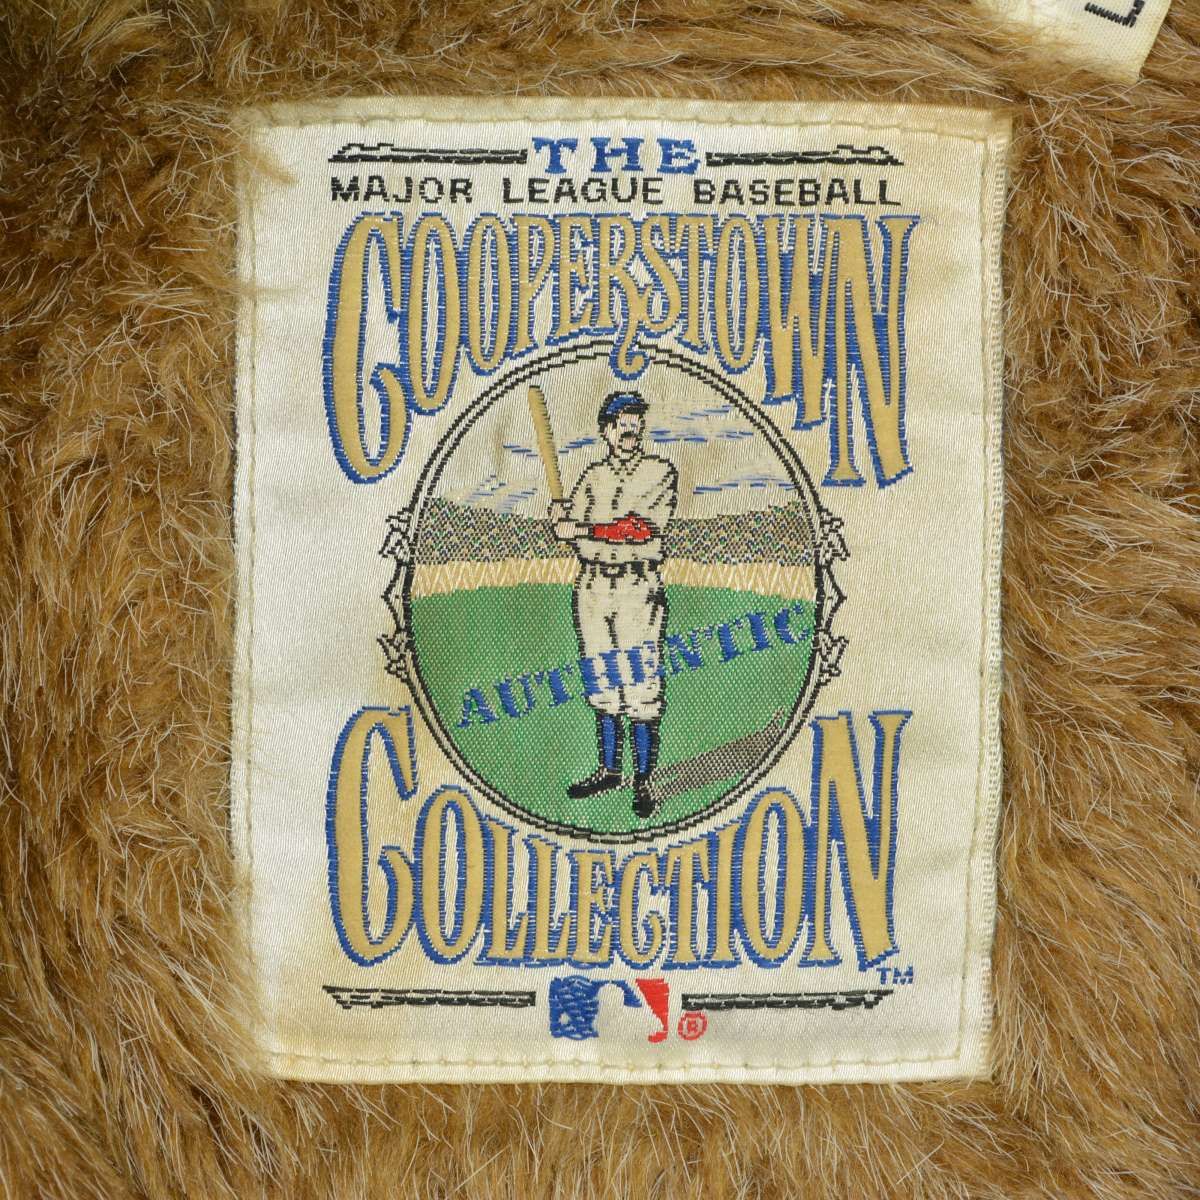 THE
MAJOR LEAGUE BASEBALL
COOPERSTOWN
AUTHENTIC
COLLECTION
TM
®